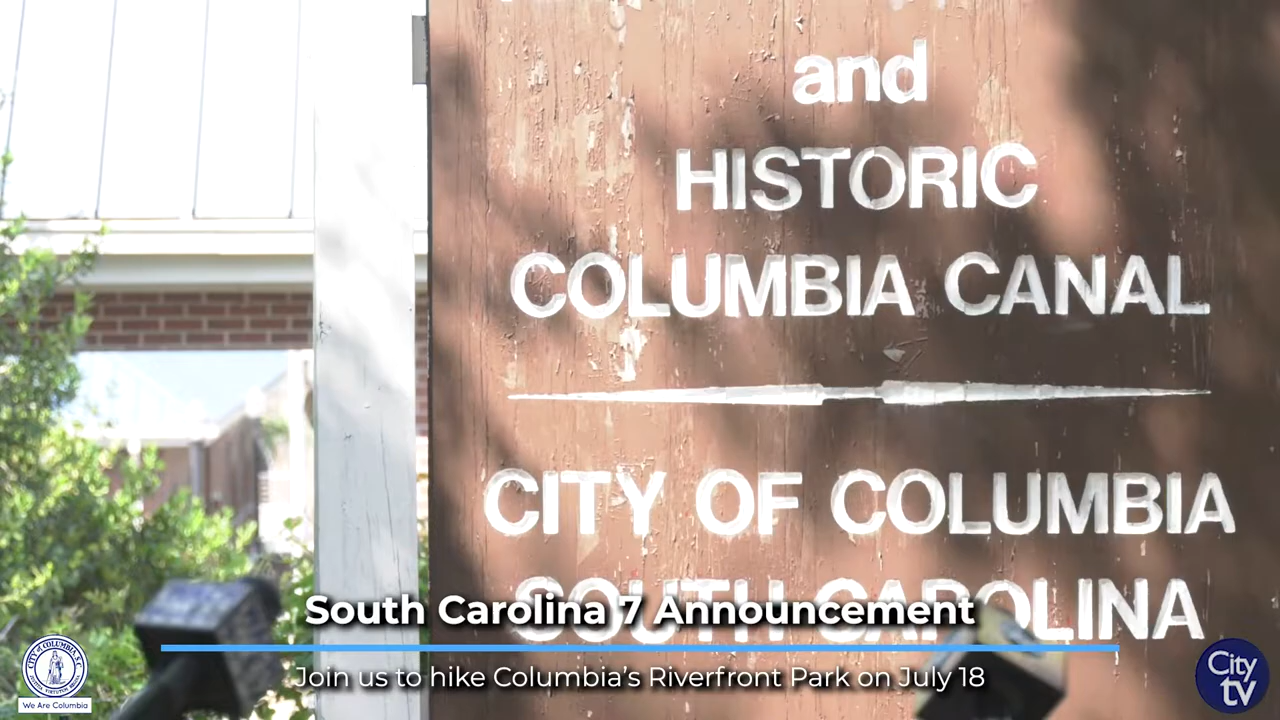 and
HISTORIC
COLUMBIA CANAL
CITY OF COLUMBIA
SOUTH CAROLINA
South Carolina 7 Announcement
Join us to hike Columbia's Riverfront Park on July 18
We Are Columbia
City
tv